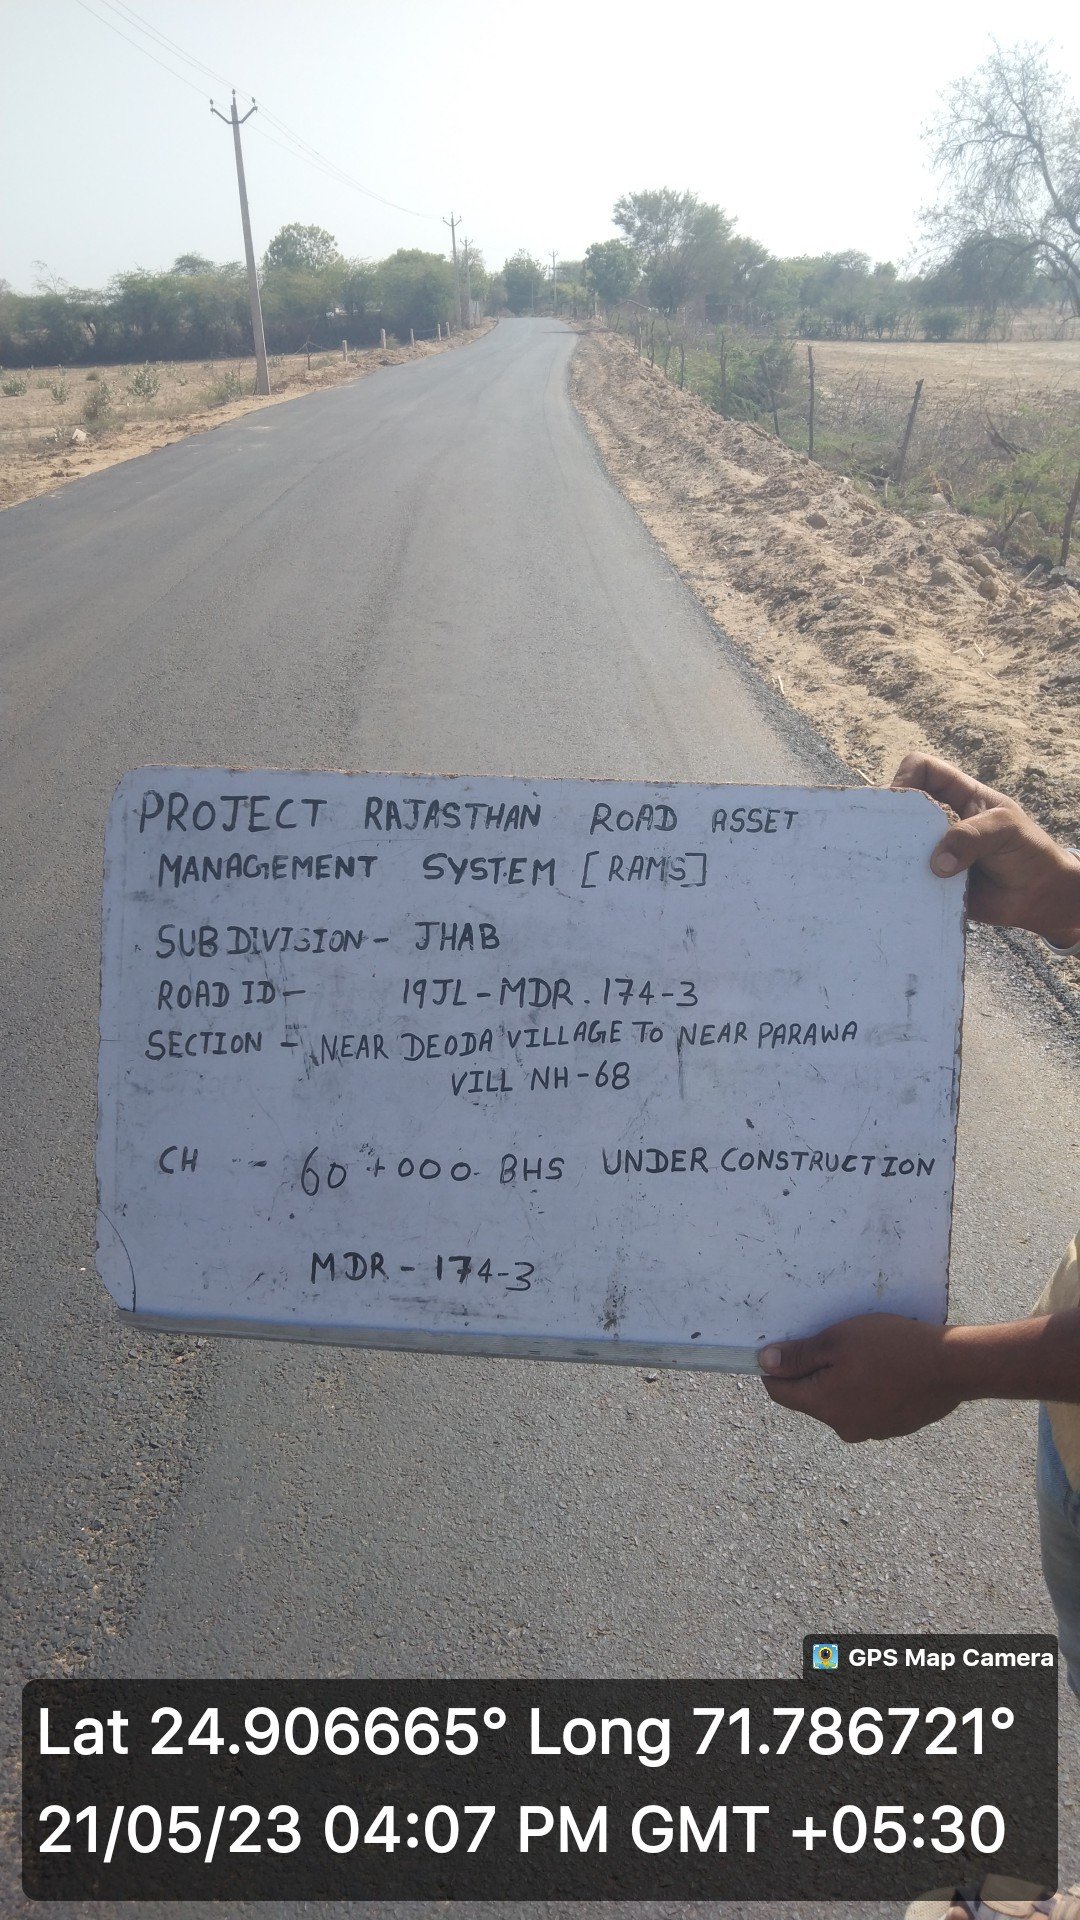 PROJECT RAJASTHAN ROAD ASSET
MANAGEMENT SYSTEM [RAMS]
SUBDIVISION - JHAB
ROAD ID - 19JL-MDR.174-3
SECTION - NEAR DEODA VILLAGE TO NEAR PARAWA
VILL NH-68
CH -- 60+000 BHS UNDER CONSTRUCTION
MDR - 174-3
GPS Map Camera
Lat 24.906665° Long 71.786721°
21/05/23 04:07 PM GMT +05:30